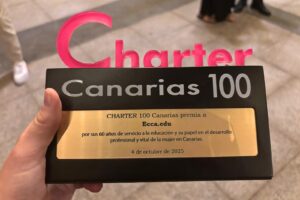 Charter
Canarias 100
CHARTER 100 Canarias premia a
Ecca.edu
por sus 60 años de servicio a la educación y su papel en el desarrollo
profesional y vital de la mujer en Canarias.
4 de octubre de 2025